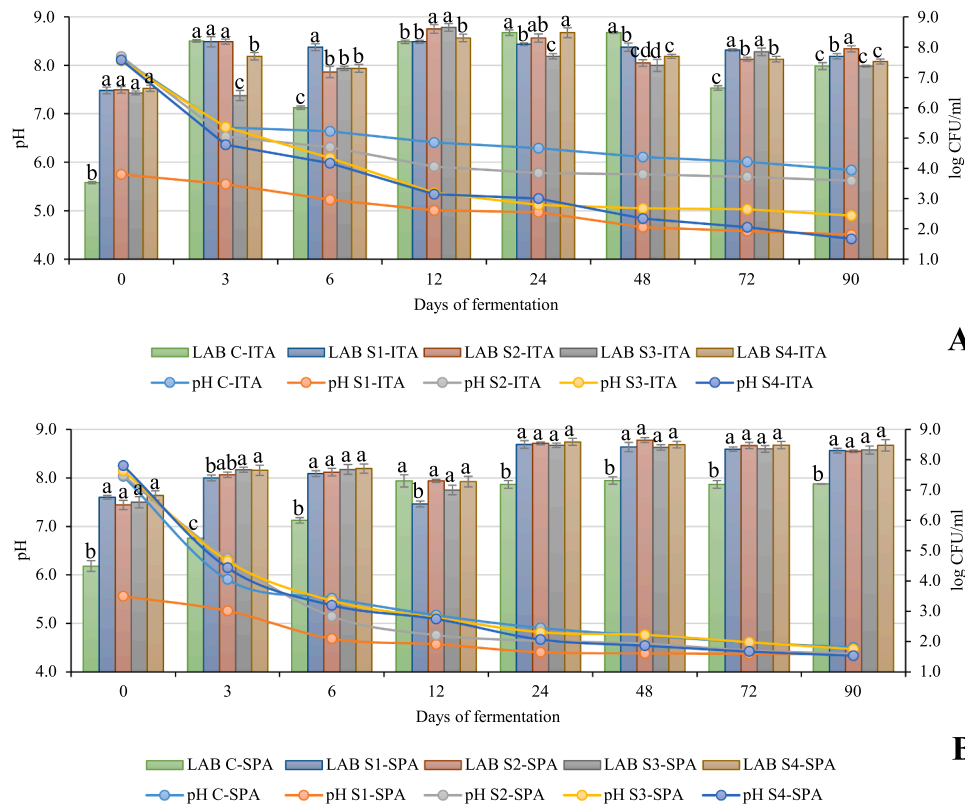 a a a a b
9.0 8.0 7.0 6.0 5.0 4.0
pH
9.0 8.0 7.0 6.0 5.0 4.0 3.0 2.0 1.0
log CFU/ml
b a a a a
a a a c b
c a b b b
b b a a b
a b ab c a
a b cd d c
c a b a b
c b a c c
0 3 6 12 24 48 72 90
Days of fermentation
A
LAB C-ITA LAB S1-ITA LAB S2-ITA LAB S3-ITA LAB S4-ITA
pH C-ITA pH S1-ITA pH S2-ITA pH S3-ITA pH S4-ITA
9.0 8.0 7.0 6.0 5.0 4.0
pH
9.0 8.0 7.0 6.0 5.0 4.0 3.0 2.0 1.0
log CFU/ml
b a a a a
c b ab a a
b a a a a
a b a a a
b a a a a
b a a a a
b a a a a
b a a a a
0 3 6 12 24 48 72 90
Days of fermentation
B
LAB C-SPA LAB S1-SPA LAB S2-SPA LAB S3-SPA LAB S4-SPA
pH C-SPA pH S1-SPA pH S2-SPA pH S3-SPA pH S4-SPA